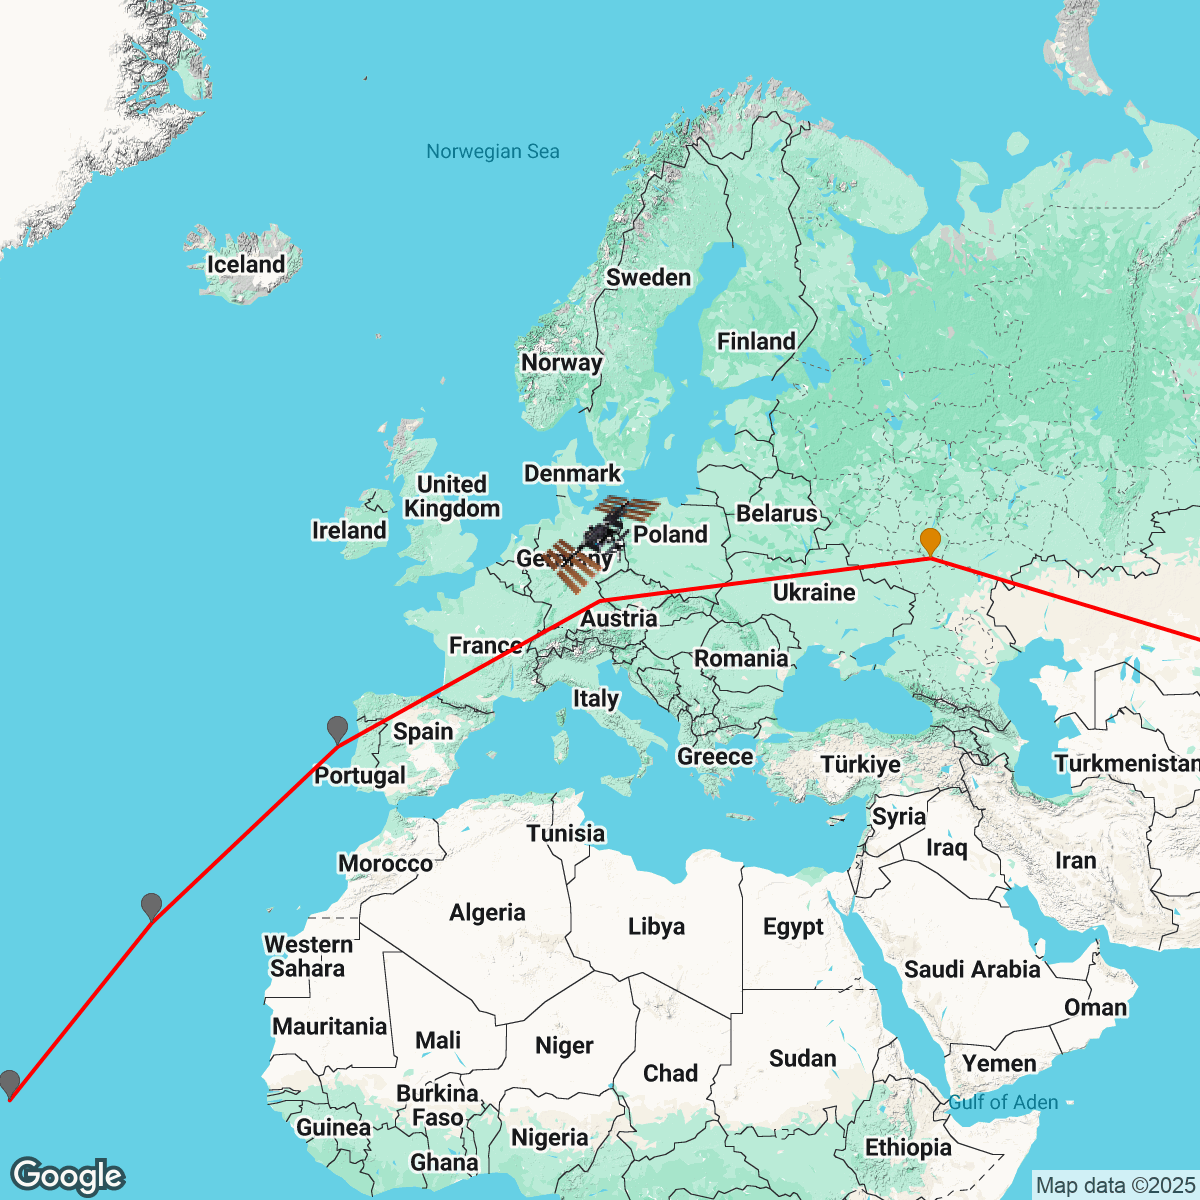 Norwegian Sea
Iceland
Sweden
Finland
Norway
Denmark
United
Kingdom
Ireland
Belarus
Poland
Germany
Ukraine
Austria
France
Romania
Italy
Spain
Greece
Türkiye
Turkmenistan
Portugal
Syria
Tunisia
Iraq
Iran
Morocco
Algeria
Libya
Egypt
Western
Sahara
Saudi Arabia
Oman
Mauritania
Mali
Niger
Chad
Sudan
Yemen
Burkina
Faso
Gulf of Aden
Guinea
Nigeria
Ghana
Ethiopia
Google
Map data ©2025